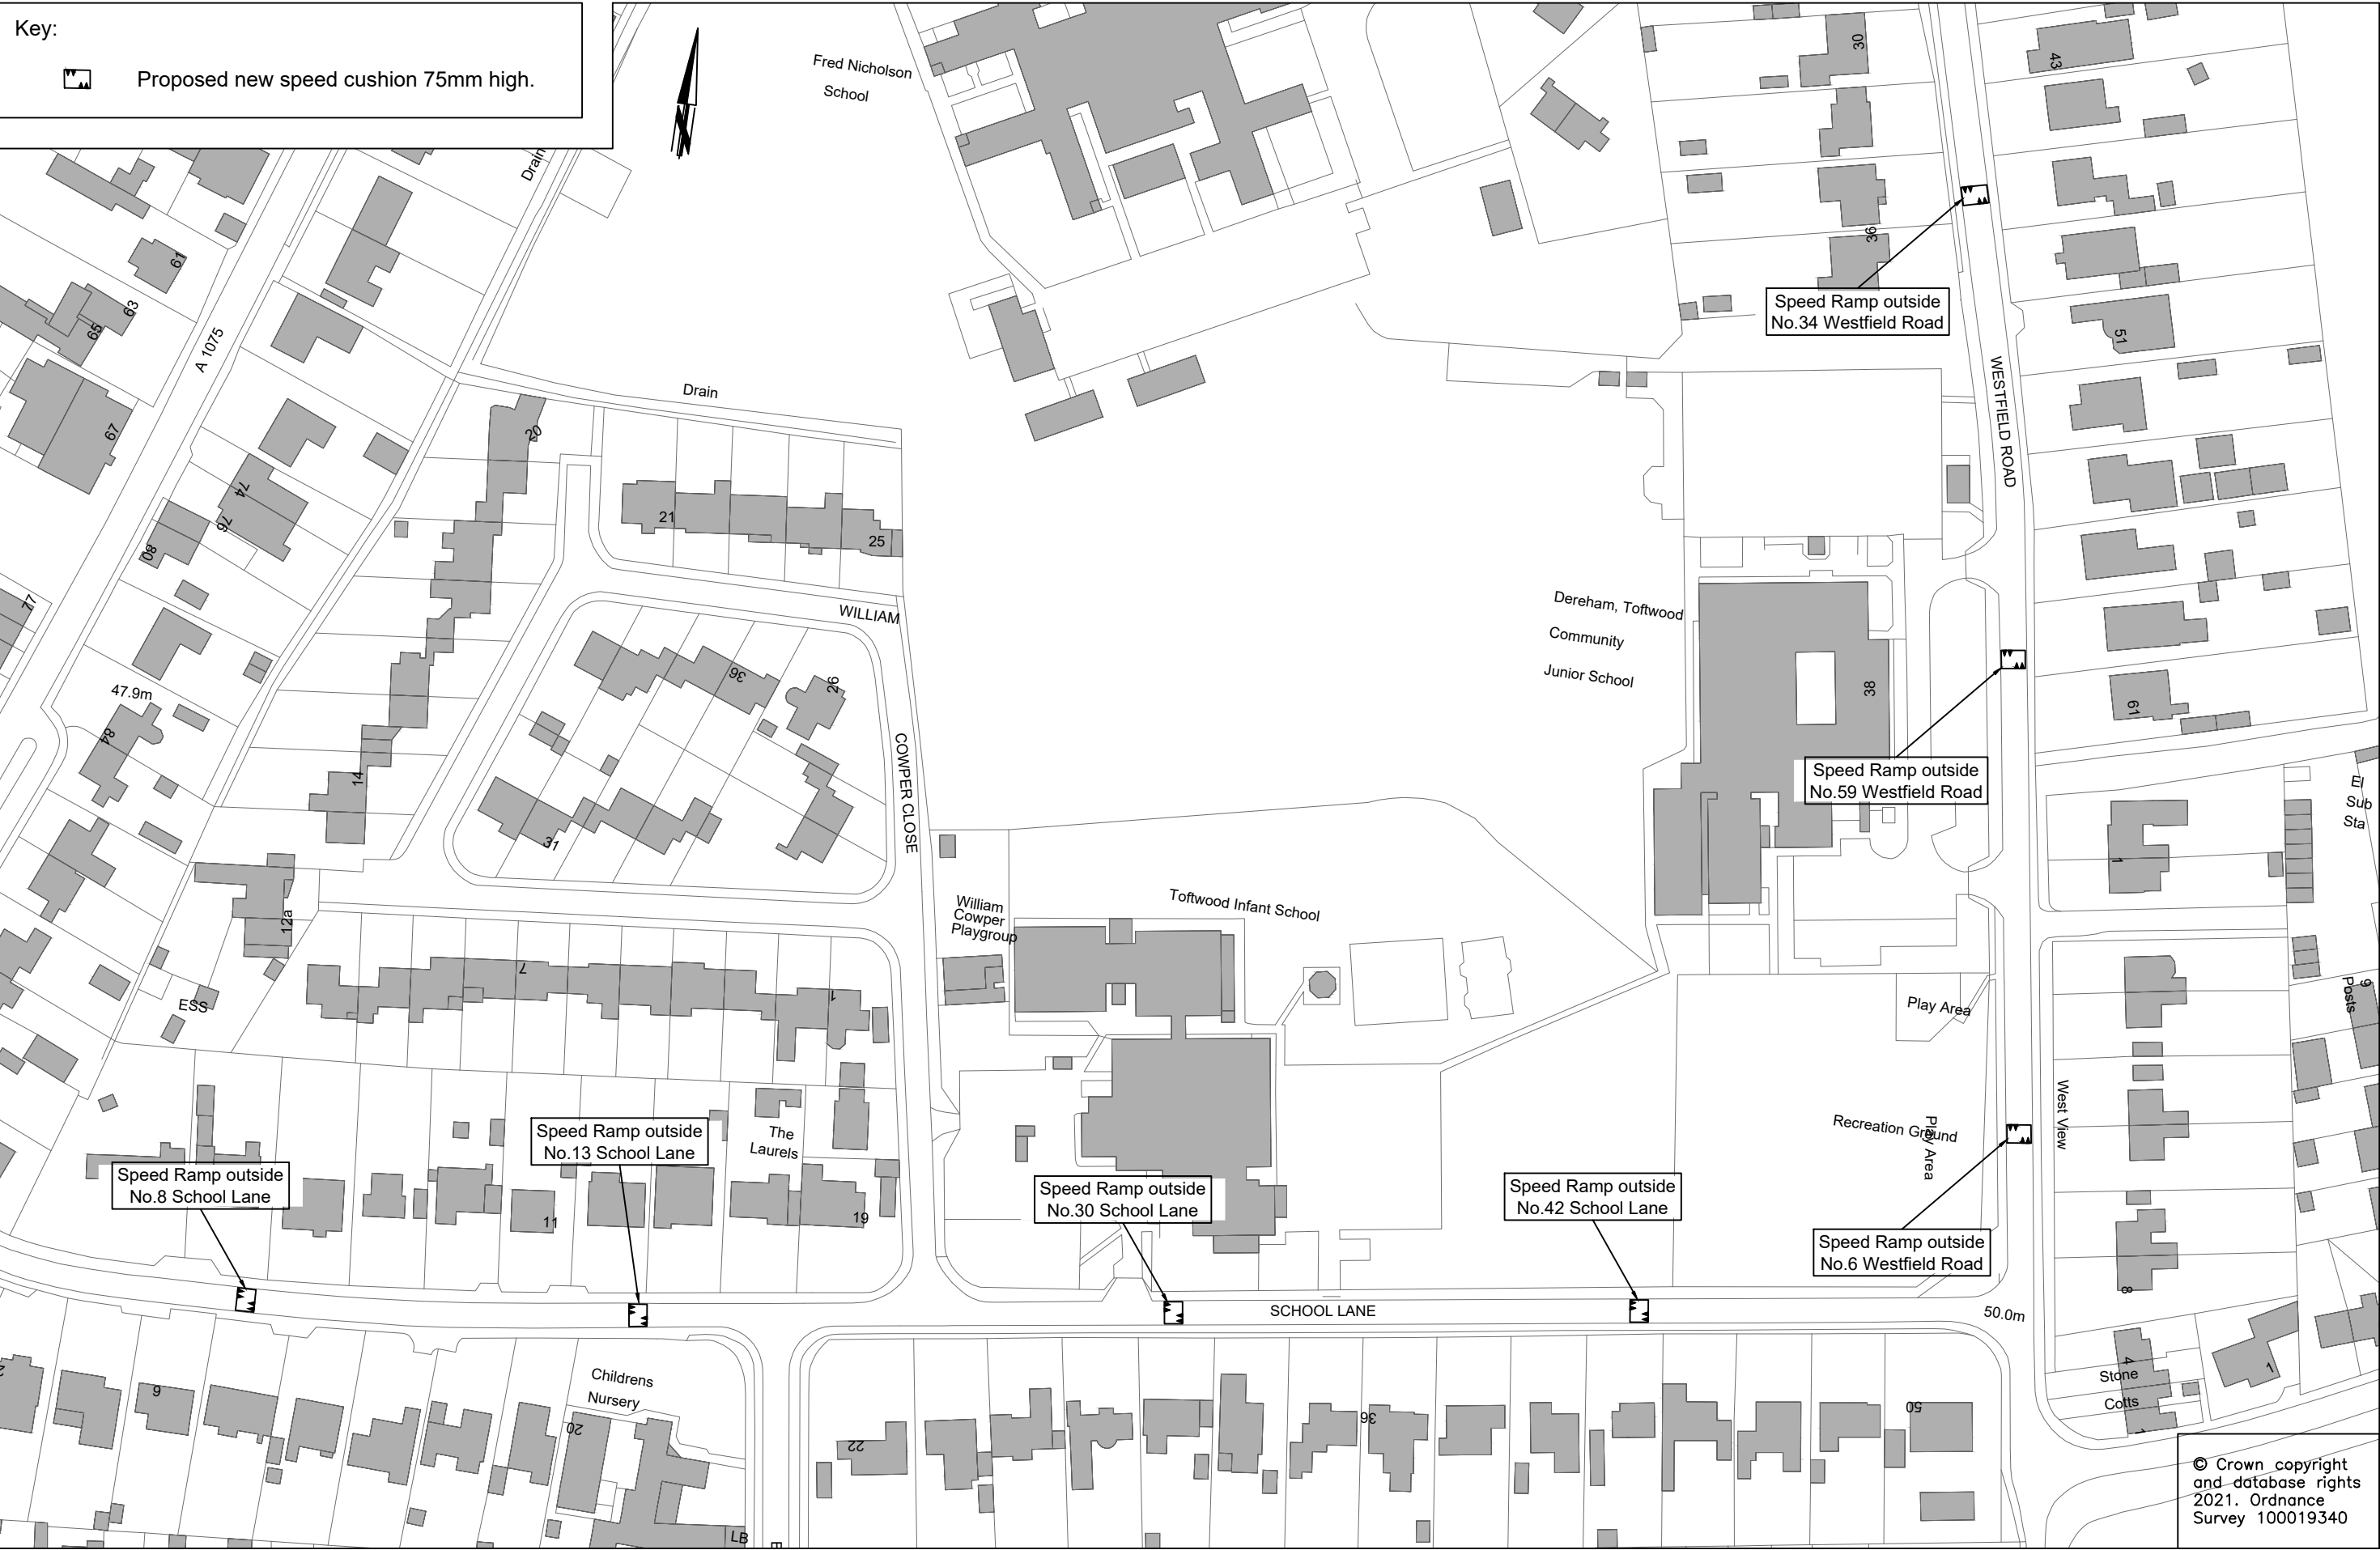 Key:
Proposed new speed cushion 75mm high.
Fred Nicholson
School
Drain
30
43
61
63
65
A 1075
67
36
Speed Ramp outside
No.34 Westfield Road
51
WESTFIELD ROAD
Drain
20
74
76
80
21
25
77
WILLIAM
36
26
47.9m
84
14
31
COWPER CLOSE
Dereham, Toftwood
Community
Junior School
38
61
Speed Ramp outside
No.59 Westfield Road
El
Sub
Sta
1
12a
William
Cowper
Playgroup
Toftwood Infant School
7
1
ESS
Play Area
9
Posts
West View
Recreation Ground
Play Area
The
Laurels
Speed Ramp outside
No.13 School Lane
Speed Ramp outside
No.8 School Lane
11
19
Speed Ramp outside
No.30 School Lane
Speed Ramp outside
No.42 School Lane
Speed Ramp outside
No.6 Westfield Road
8
SCHOOL LANE
50.0m
2
6
Childrens
Nursery
20
22
36
50
4
Stone
Cotts
1
1
LB
© Crown copyright
and database rights
2021. Ordnance
Survey 100019340